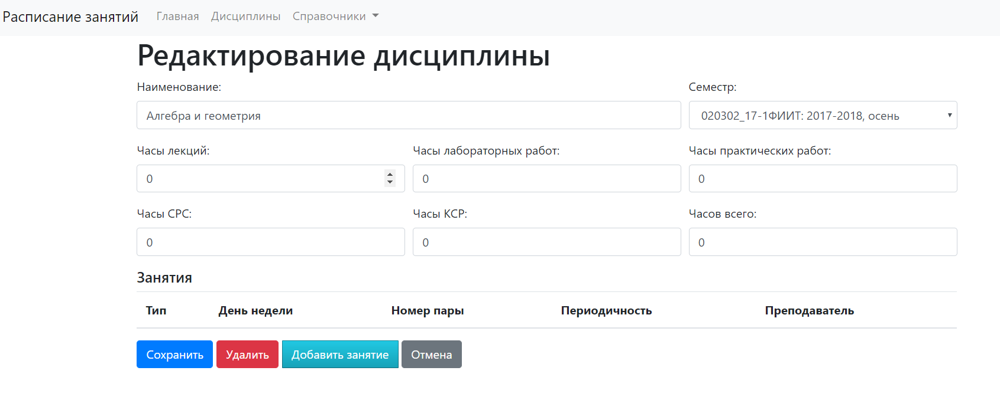 Расписание занятий Главная Дисциплины Справочники
Редактирование дисциплины
Наименование: Семестр:
Алгебра и геометрия 020302_17-1ФИИТ: 2017-2018, осень
Часы лекций: Часы лабораторных работ: Часы практических работ:
0 0 0
Часы СРС: Часы КСР: Часов всего:
0 0 0
Занятия
Тип День недели Номер пары Периодичность Преподаватель
Сохранить Удалить Добавить занятие Отмена